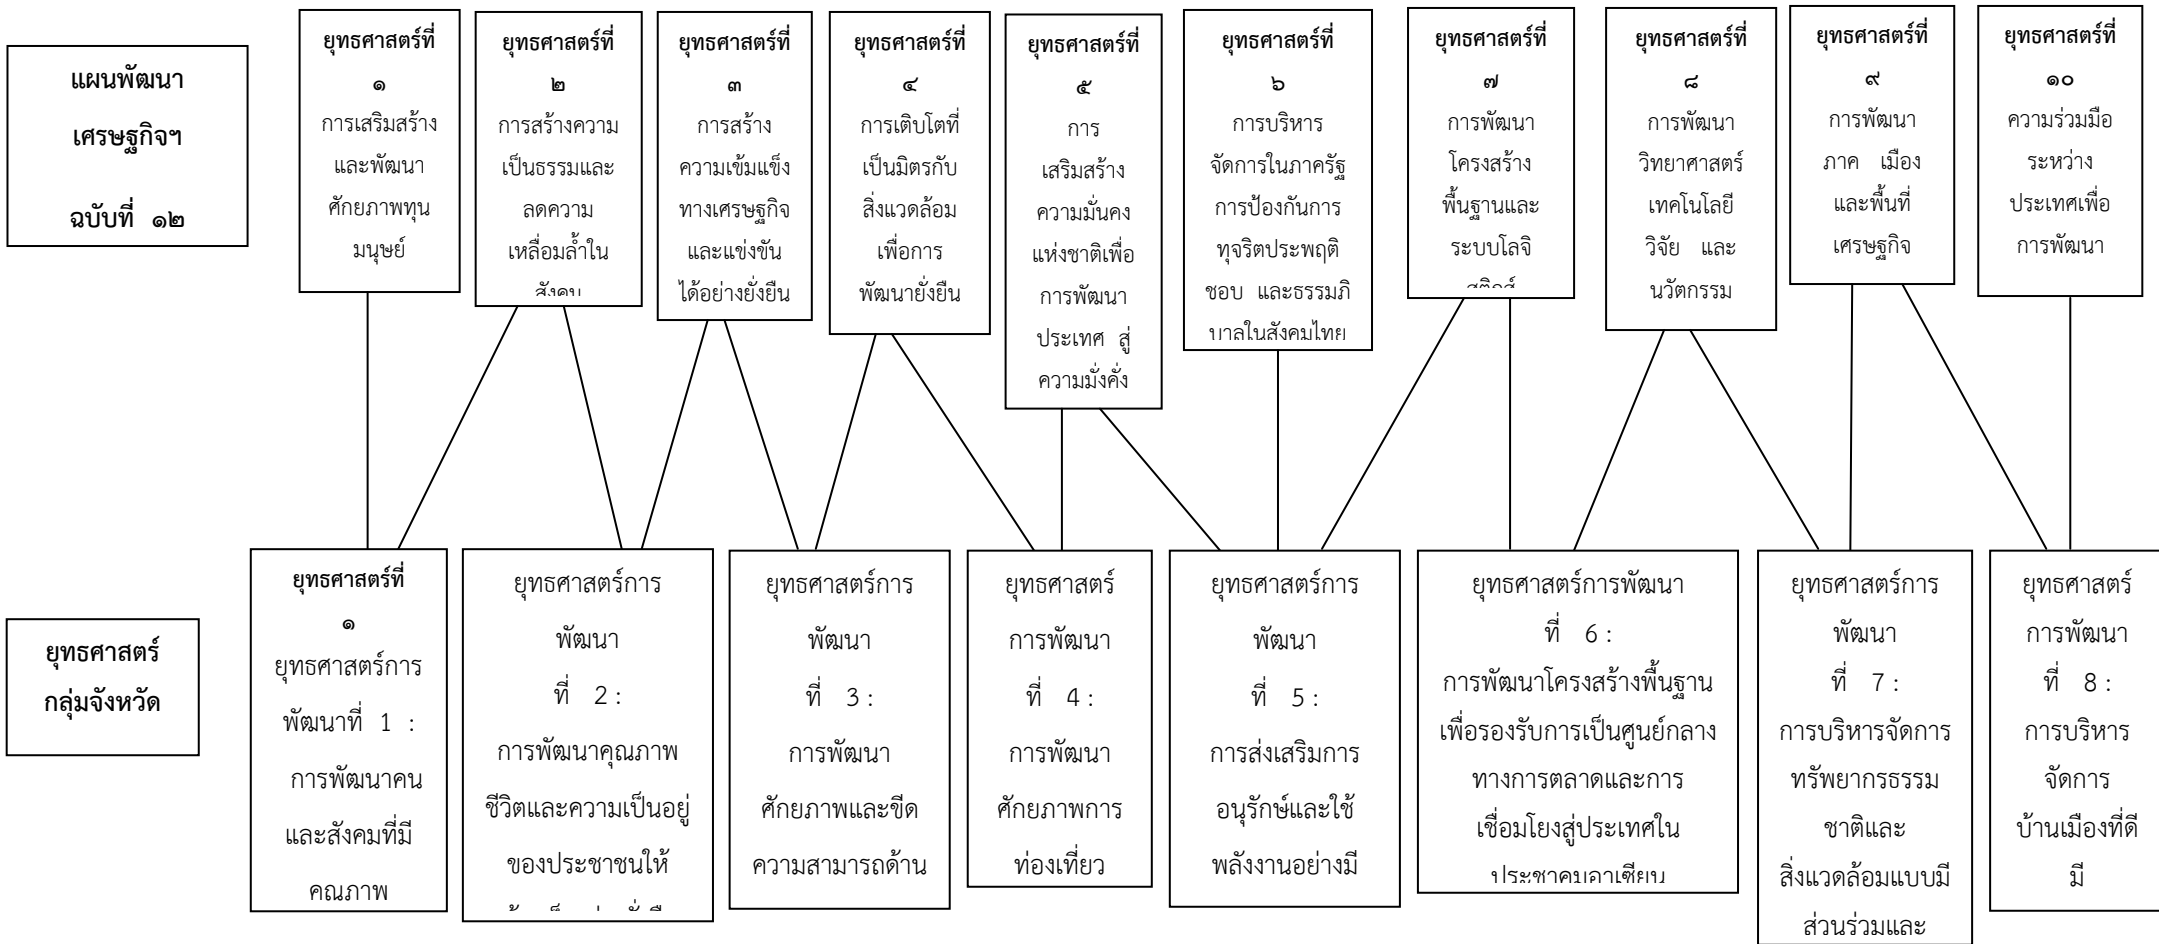 แผนพัฒนา
เศรษฐกิจฯ
ฉบับที่ ๑๒
ยุทธศาสตร์ที่
๑
การเสริมสร้าง
และพัฒนา
ศักยภาพทุน
มนุษย์
ยุทธศาสตร์ที่
๒
การสร้างความ
เป็นธรรมและ
ลดความ
เหลื่อมล้ำใน
สังคม
ยุทธศาสตร์ที่
๓
การสร้าง
ความเข้มแข็ง
ทางเศรษฐกิจ
และแข่งขัน
ได้อย่างยั่งยืน
ยุทธศาสตร์ที่
๔
การเติบโตที่
เป็นมิตรกับ
สิ่งแวดล้อม
เพื่อการ
พัฒนายั่งยืน
ยุทธศาสตร์ที่
๕
การ
เสริมสร้าง
ความมั่นคง
แห่งชาติเพื่อ
การพัฒนา
ประเทศ สู่
ความมั่งคั่ง
ยุทธศาสตร์ที่
๖
การบริหาร
จัดการในภาครัฐ
การป้องกันการ
ทุจริตประพฤติ
ชอบ และธรรมภิ
บาลในสังคมไทย
ยุทธศาสตร์ที่
๗
การพัฒนา
โครงสร้าง
พื้นฐานและ
ระบบโลจิ
สติกส์
ยุทธศาสตร์ที่
๘
การพัฒนา
วิทยาศาสตร์
เทคโนโลยี
วิจัย และ
นวัตกรรม
ยุทธศาสตร์ที่
๙
การพัฒนา
ภาค เมือง
และพื้นที่
เศรษฐกิจ
ยุทธศาสตร์ที่
๑๐
ความร่วมมือ
ระหว่าง
ประเทศเพื่อ
การพัฒนา
ยุทธศาสตร์
กลุ่มจังหวัด
ยุทธศาสตร์ที่
๑
ยุทธศาสตร์การ
พัฒนาที่ 1 :
การพัฒนาคน
และสังคมที่มี
คุณภาพ
ยุทธศาสตร์การ
พัฒนา
ที่ 2 :
การพัฒนาคุณภาพ
ชีวิตและความเป็นอยู่
ของประชาชนให้
ยุทธศาสตร์การ
พัฒนา
ที่ 3 :
การพัฒนา
ศักยภาพและขีด
ความสามารถด้าน
ยุทธศาสตร์
การพัฒนา
ที่ 4 :
การพัฒนา
ศักยภาพการ
ท่องเที่ยว
ยุทธศาสตร์การ
พัฒนา
ที่ 5 :
การส่งเสริมการ
อนุรักษ์และใช้
พลังงานอย่างมี
ยุทธศาสตร์การพัฒนา
ที่ 6 :
การพัฒนาโครงสร้างพื้นฐาน
เพื่อรองรับการเป็นศูนย์กลาง
ทางการตลาดและการ
เชื่อมโยงสู่ประเทศใน
ประชาคมอาเซียน
ยุทธศาสตร์การ
พัฒนา
ที่ 7 :
การบริหารจัดการ
ทรัพยากรธรรม
ชาติและ
สิ่งแวดล้อมแบบมี
ส่วนร่วมและ
ยุทธศาสตร์
การพัฒนา
ที่ 8 :
การบริหาร
จัดการ
บ้านเมืองที่ดี
มี